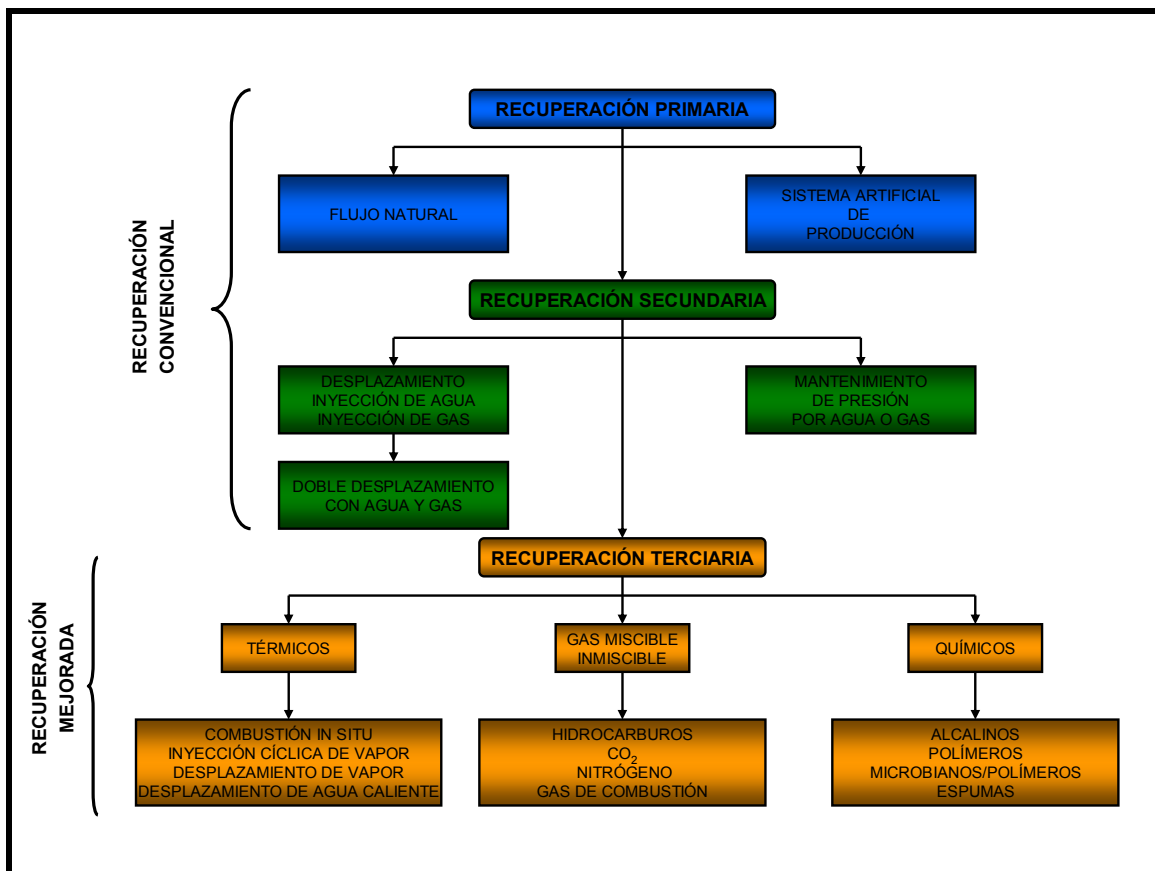 RECUPERACIÓN PRIMARIA
FLUJO NATURAL
SISTEMA ARTIFICIAL
DE
PRODUCCIÓN
RECUPERACIÓN
CONVENCIONAL
RECUPERACIÓN SECUNDARIA
DESPLAZAMIENTO
INYECCIÓN DE AGUA
INYECCIÓN DE GAS
MANTENIMIENTO
DE PRESIÓN
POR AGUA O GAS
DOBLE DESPLAZAMIENTO
CON AGUA Y GAS
RECUPERACIÓN TERCIARIA
RECUPERACIÓN
MEJORADA
TÉRMICOS
GAS MISCIBLE
INMISCIBLE
QUÍMICOS
COMBUSTIÓN IN SITU
INYECCIÓN CÍCLICA DE VAPOR
DESPLAZAMIENTO DE VAPOR
DESPLAZAMIENTO DE AGUA CALIENTE
HIDROCARBUROS
CO₂
NITRÓGENO
GAS DE COMBUSTIÓN
ALCALINOS
POLÍMEROS
MICROBIANOS/POLÍMEROS
ESPUMAS